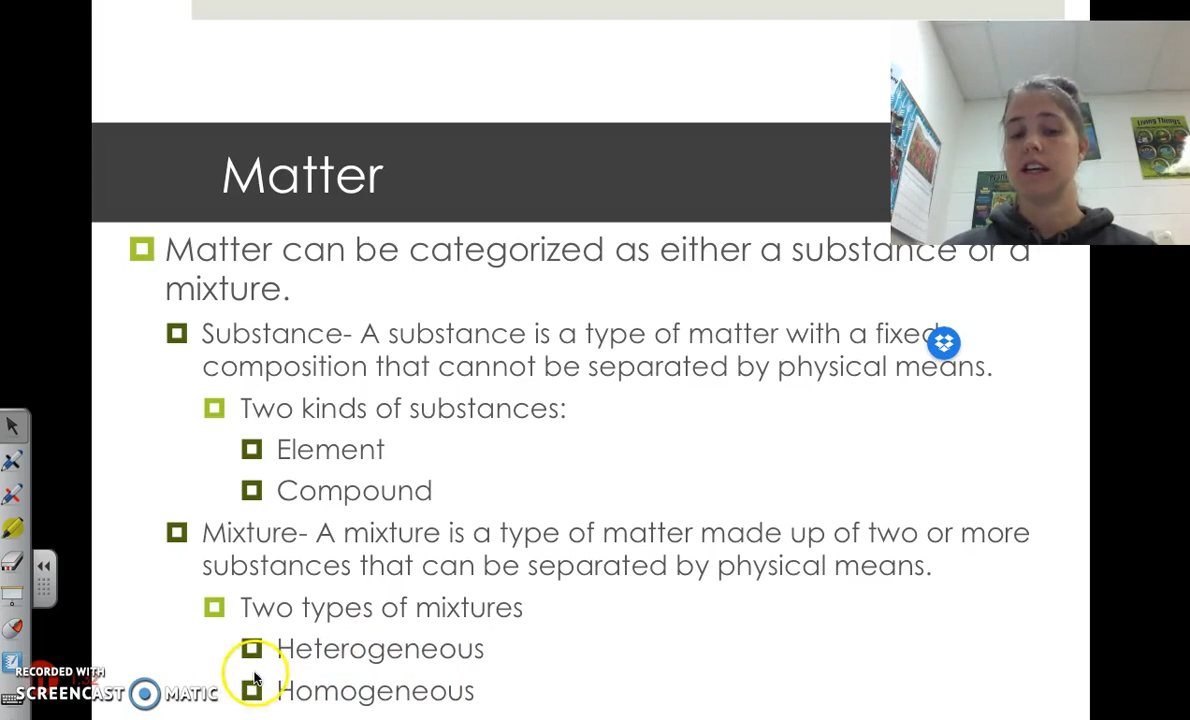 Living Things
Matter
Matter can be categorized as either a substance or a
mixture.
Substance- A substance is a type of matter with a fixed
composition that cannot be separated by physical means.
Two kinds of substances:
Element
Compound
Mixture- A mixture is a type of matter made up of two or more
substances that can be separated by physical means.
Two types of mixtures
Heterogeneous
Homogeneous
RECORDED WITH
SCREENCAST MATIC